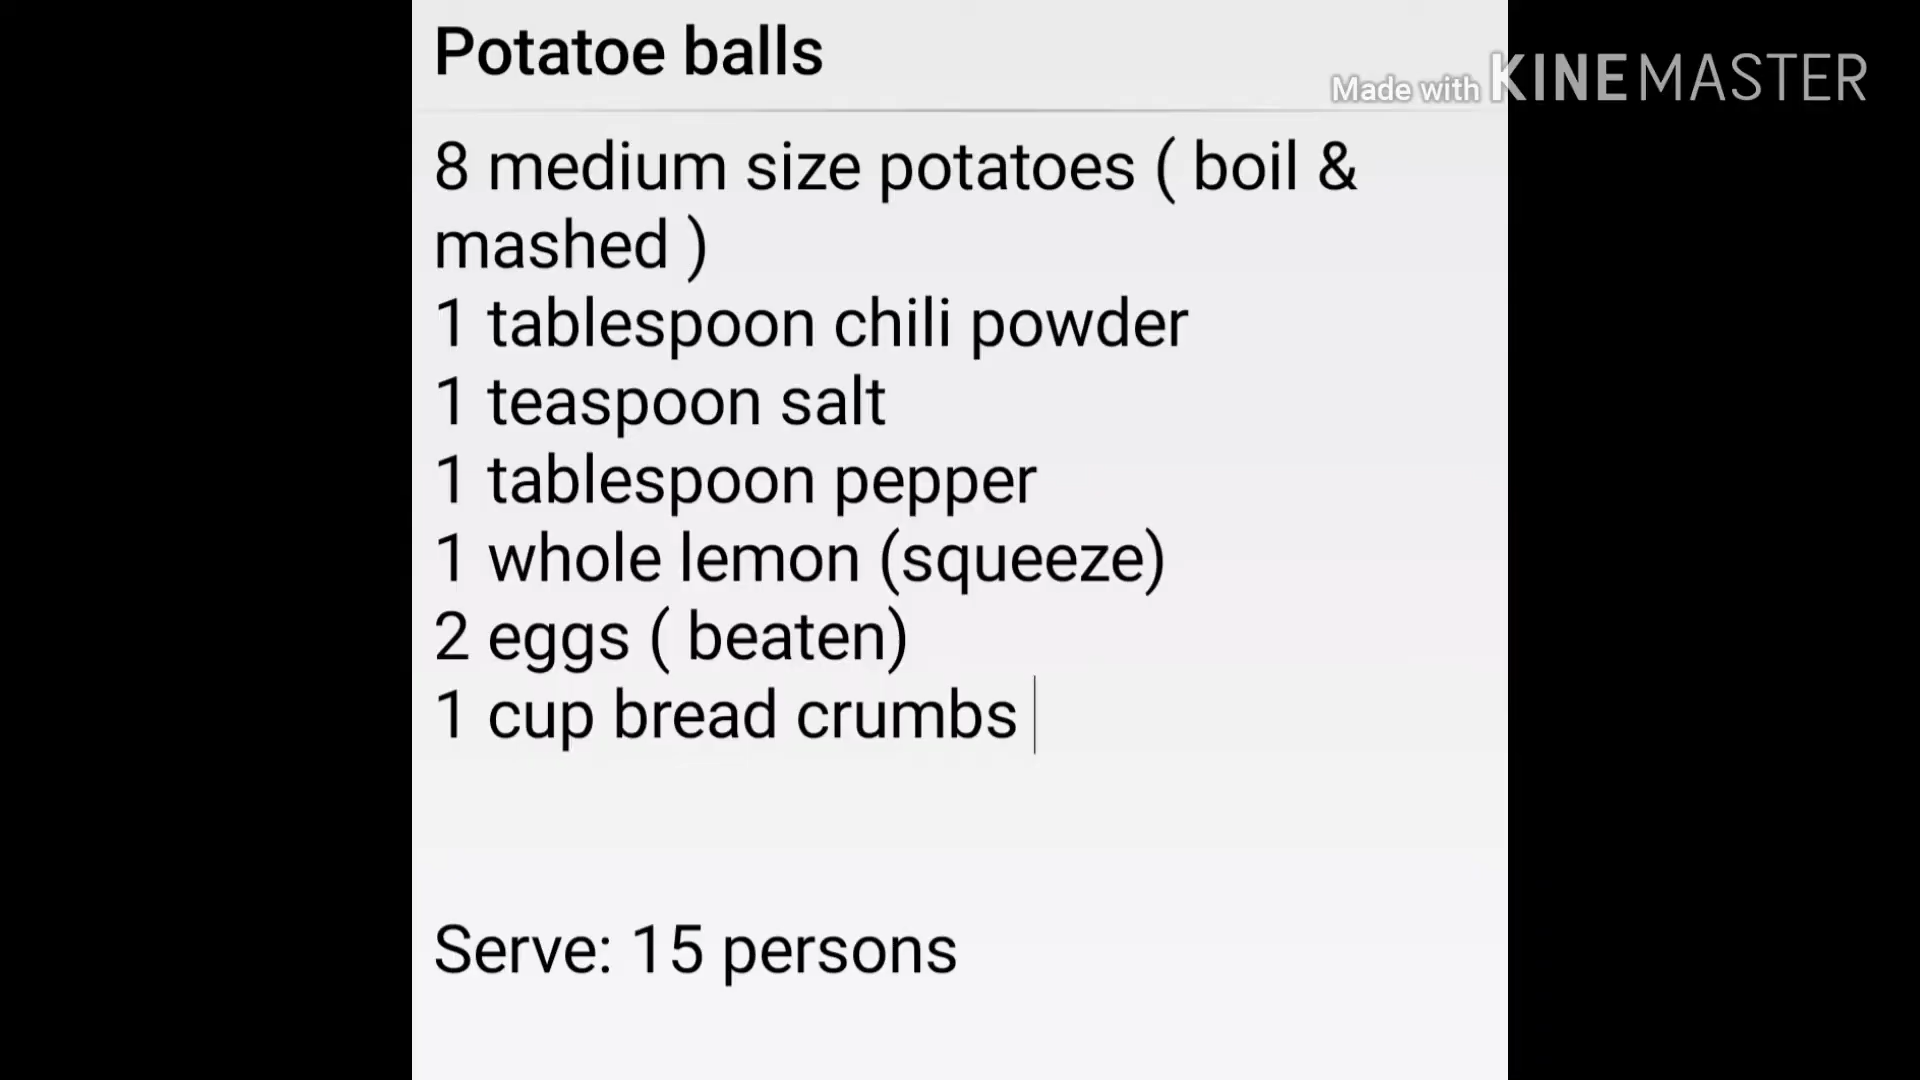 Potatoe balls
Made with KINEMASTER
8 medium size potatoes ( boil &
mashed )
1 tablespoon chili powder
1 teaspoon salt
1 tablespoon pepper
1 whole lemon (squeeze)
2 eggs ( beaten)
1 cup bread crumbs
Serve: 15 persons